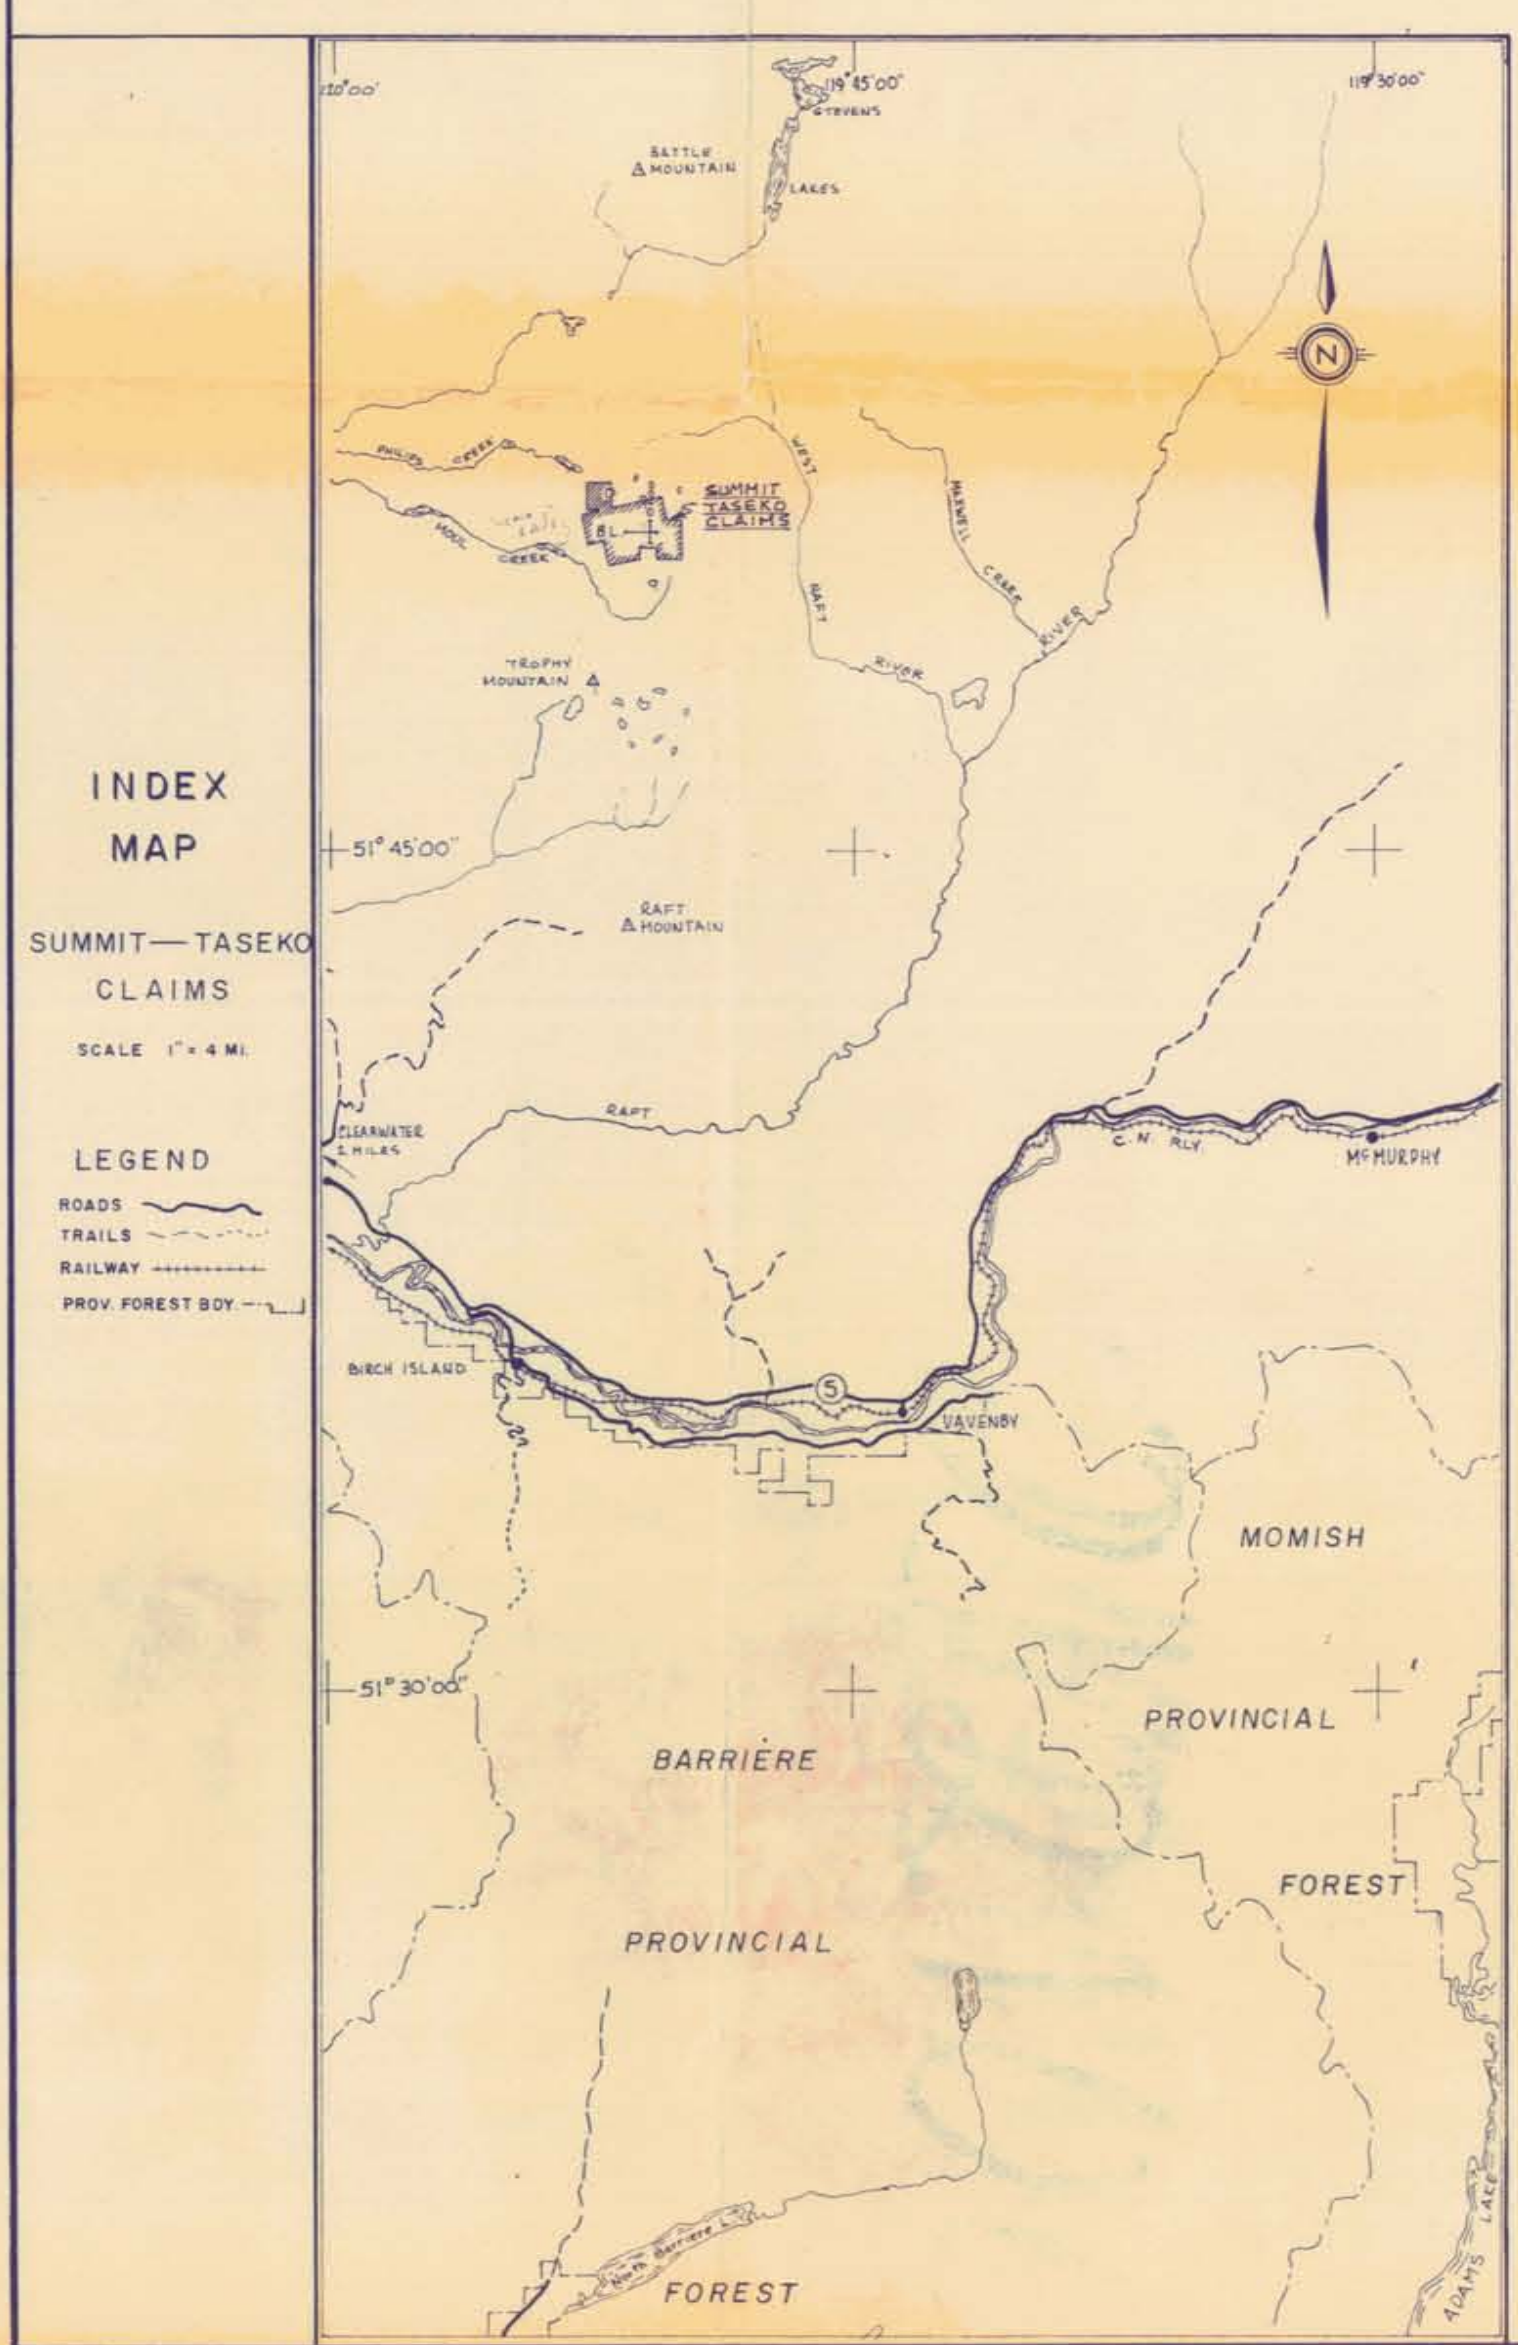 INDEX
MAP
SUMMIT—TASEKO
CLAIMS
SCALE 1" = 4 MI.
LEGEND
ROADS
TRAILS
RAILWAY
PROV. FOREST BDY.
119°45'00"
119°30'00"
STEVENS
LAKES
BATTLE
MOUNTAIN
N
PHILIPS CREEK
SUMMIT
TASEKO
CLAIMS
BL
MOUL
CREEK
WEST
RAFT
RIVER
MAXWELL
CREEK
RIVER
TROPHY
MOUNTAIN
51°45'00"
RAFT
MOUNTAIN
RAFT
CLEARWATER
2 MILES
C. N. RLY.
McMURPHY
BIRCH ISLAND
5
VAVENBY
MOMISH
PROVINCIAL
FOREST
51°30'00"
BARRIÈRE
PROVINCIAL
FOREST
North Barriere L.
ADAMS LAKE